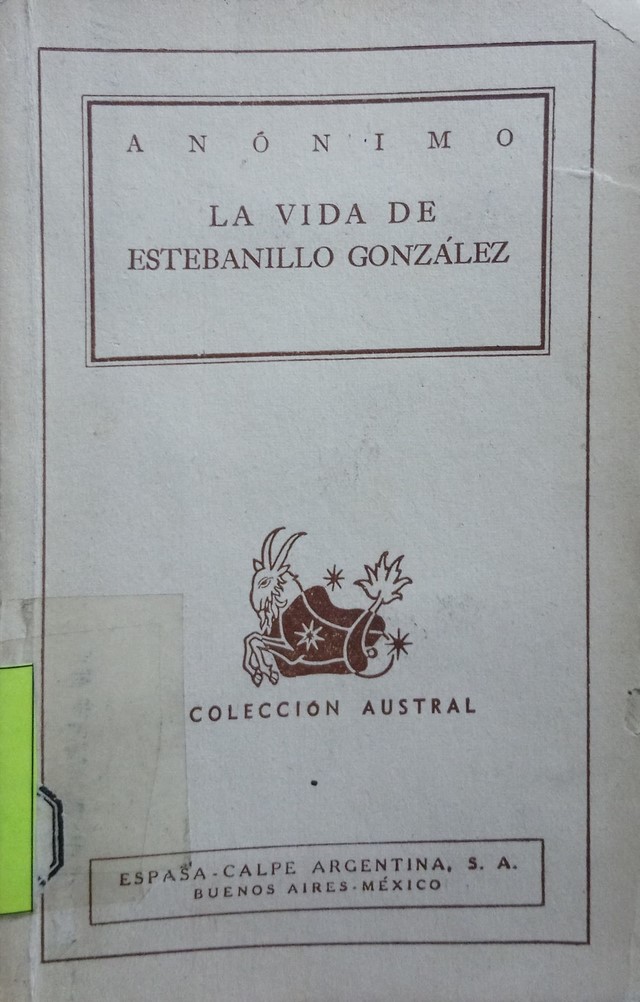 ANÓNIMO
LA VIDA DE
ESTEBANILLO GONZÁLEZ
COLECCIÓN AUSTRAL
ESPASA-CALPE ARGENTINA, S. A.
BUENOS AIRES-MÉXICO